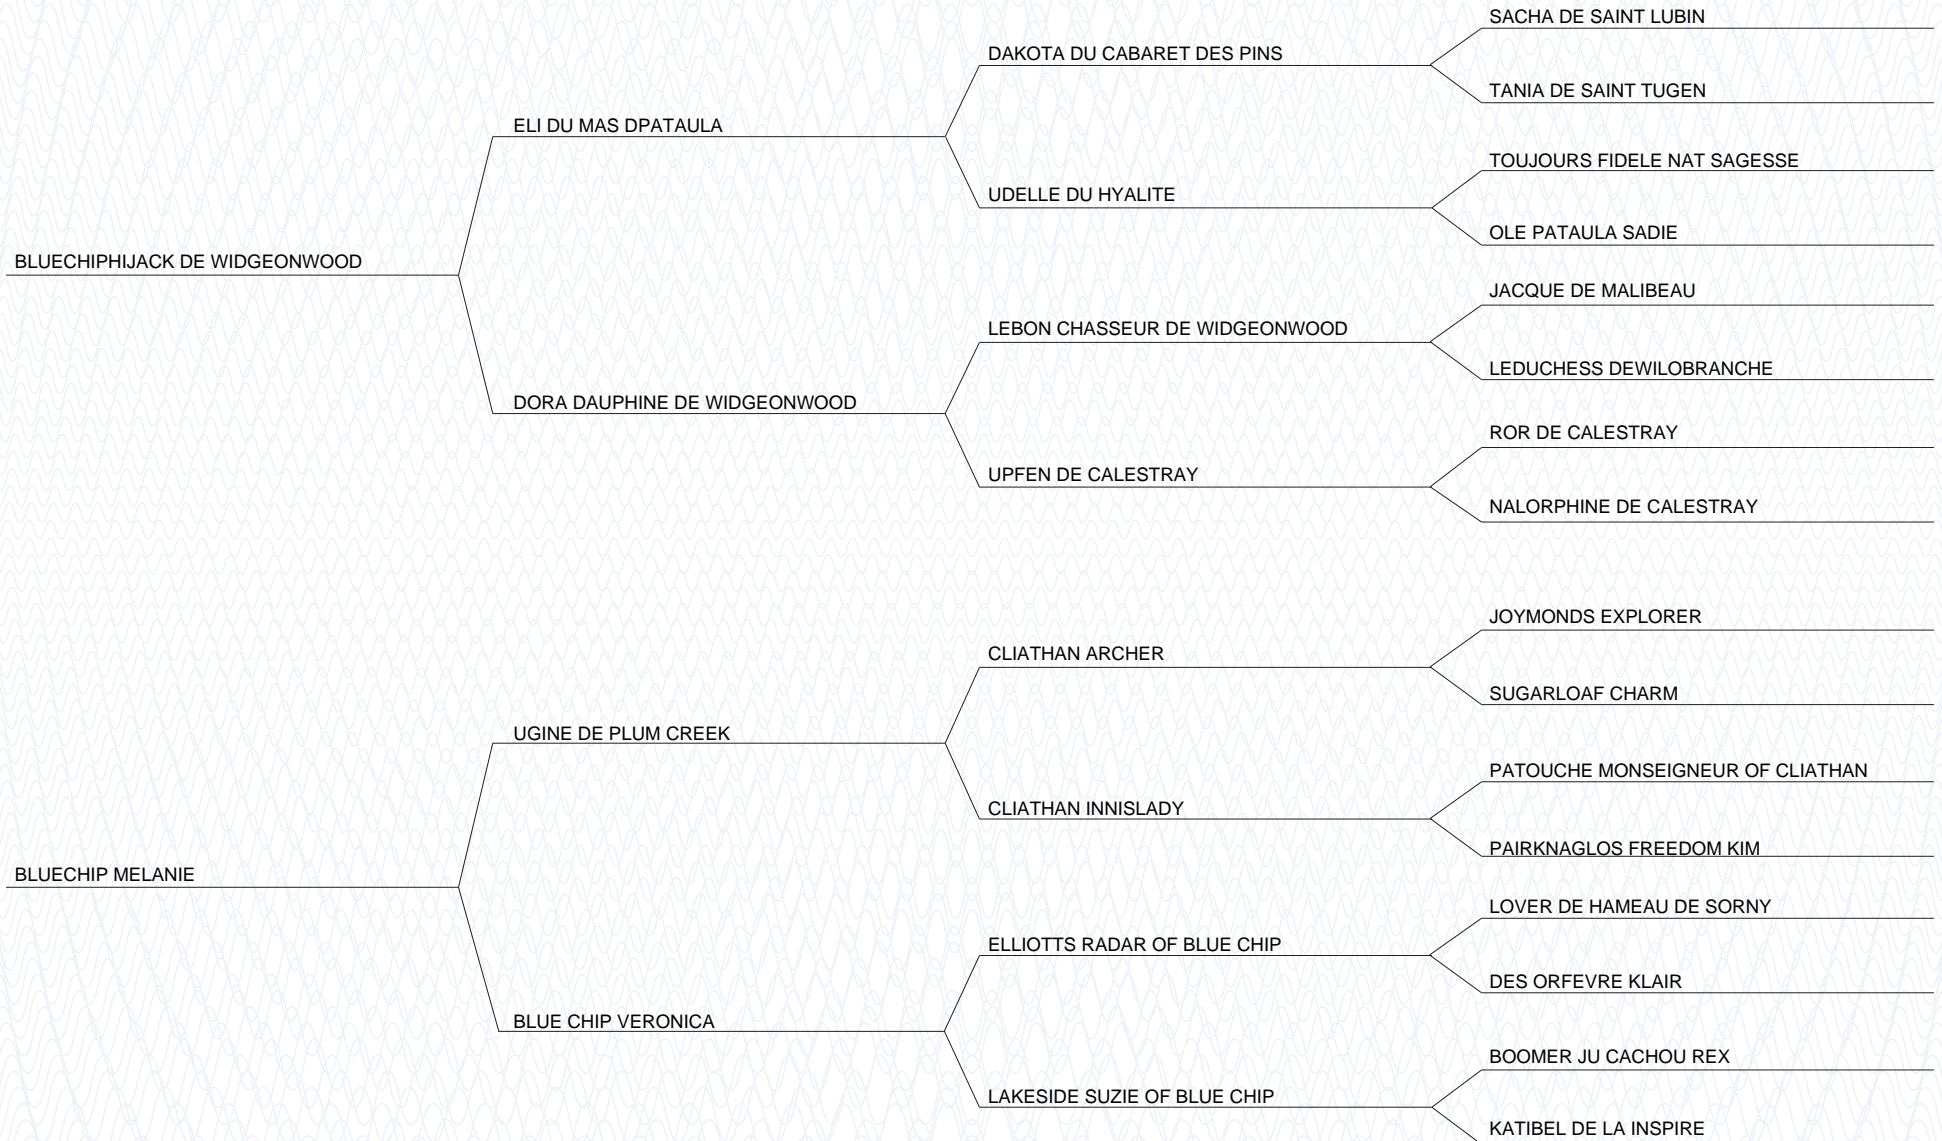 SACHA DE SAINT LUBIN
DAKOTA DU CABARET DES PINS
TANIA DE SAINT TUGEN
ELI DU MAS DPATAULA
TOUJOURS FIDELE NAT SAGESSE
UDELLE DU HYALITE
OLE PATAULA SADIE
BLUECHIPHIJACK DE WIDGEONWOOD
JACQUE DE MALIBEAU
LEBON CHASSEUR DE WIDGEONWOOD
LEDUCHESS DEWILOBRANCHE
DORA DAUPHINE DE WIDGEONWOOD
ROR DE CALESTRAY
UPFEN DE CALESTRAY
NALORPHINE DE CALESTRAY
JOYMONDS EXPLORER
CLIATHAN ARCHER
SUGARLOAF CHARM
UGINE DE PLUM CREEK
PATOUCHE MONSEIGNEUR OF CLIATHAN
CLIATHAN INNISLADY
PAIRKNAGLOS FREEDOM KIM
BLUECHIP MELANIE
LOVER DE HAMEAU DE SORNY
ELLIOTTS RADAR OF BLUE CHIP
DES ORFEVRE KLAIR
BLUE CHIP VERONICA
BOOMER JU CACHOU REX
LAKESIDE SUZIE OF BLUE CHIP
KATIBEL DE LA INSPIRE